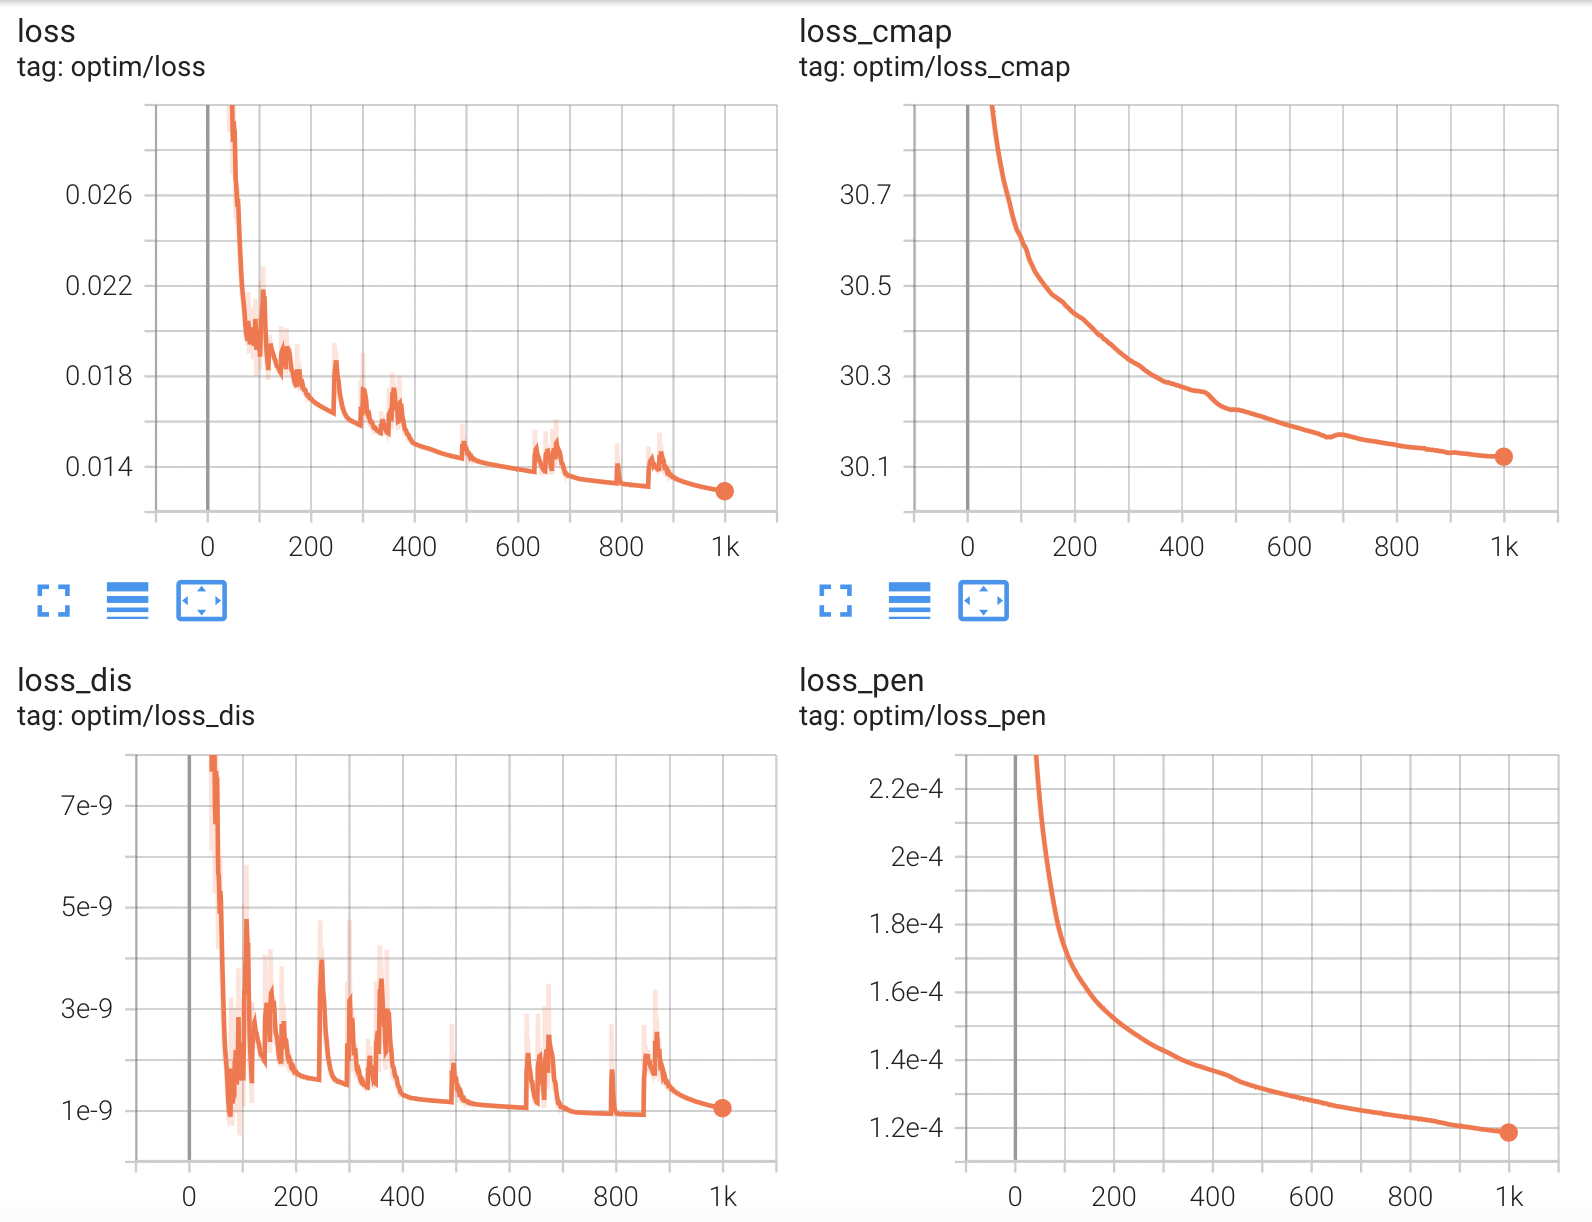 loss
tag: optim/loss
0.026
0.022
0.018
0.014
0 200 400 600 800 1k
loss_cmap
tag: optim/loss_cmap
30.7
30.5
30.3
30.1
0 200 400 600 800 1k
loss_dis
tag: optim/loss_dis
7e-9
5e-9
3e-9
1e-9
0 200 400 600 800 1k
loss_pen
tag: optim/loss_pen
2.2e-4
2e-4
1.8e-4
1.6e-4
1.4e-4
1.2e-4
0 200 400 600 800 1k